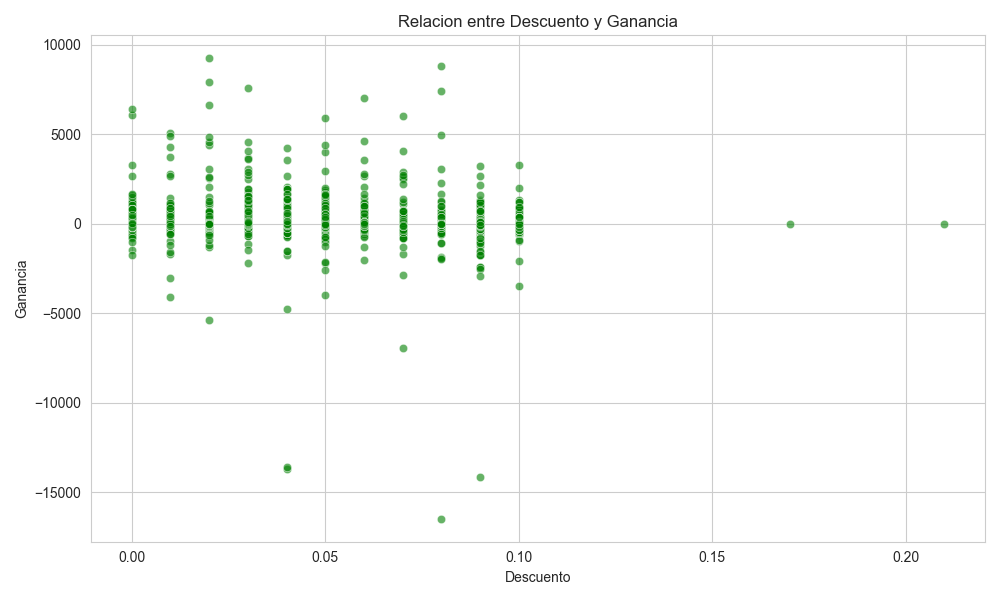 Relacion entre Descuento y Ganancia
10000
5000
0
−5000
−10000
−15000
Ganancia
0.00 0.05 0.10 0.15 0.20
Descuento